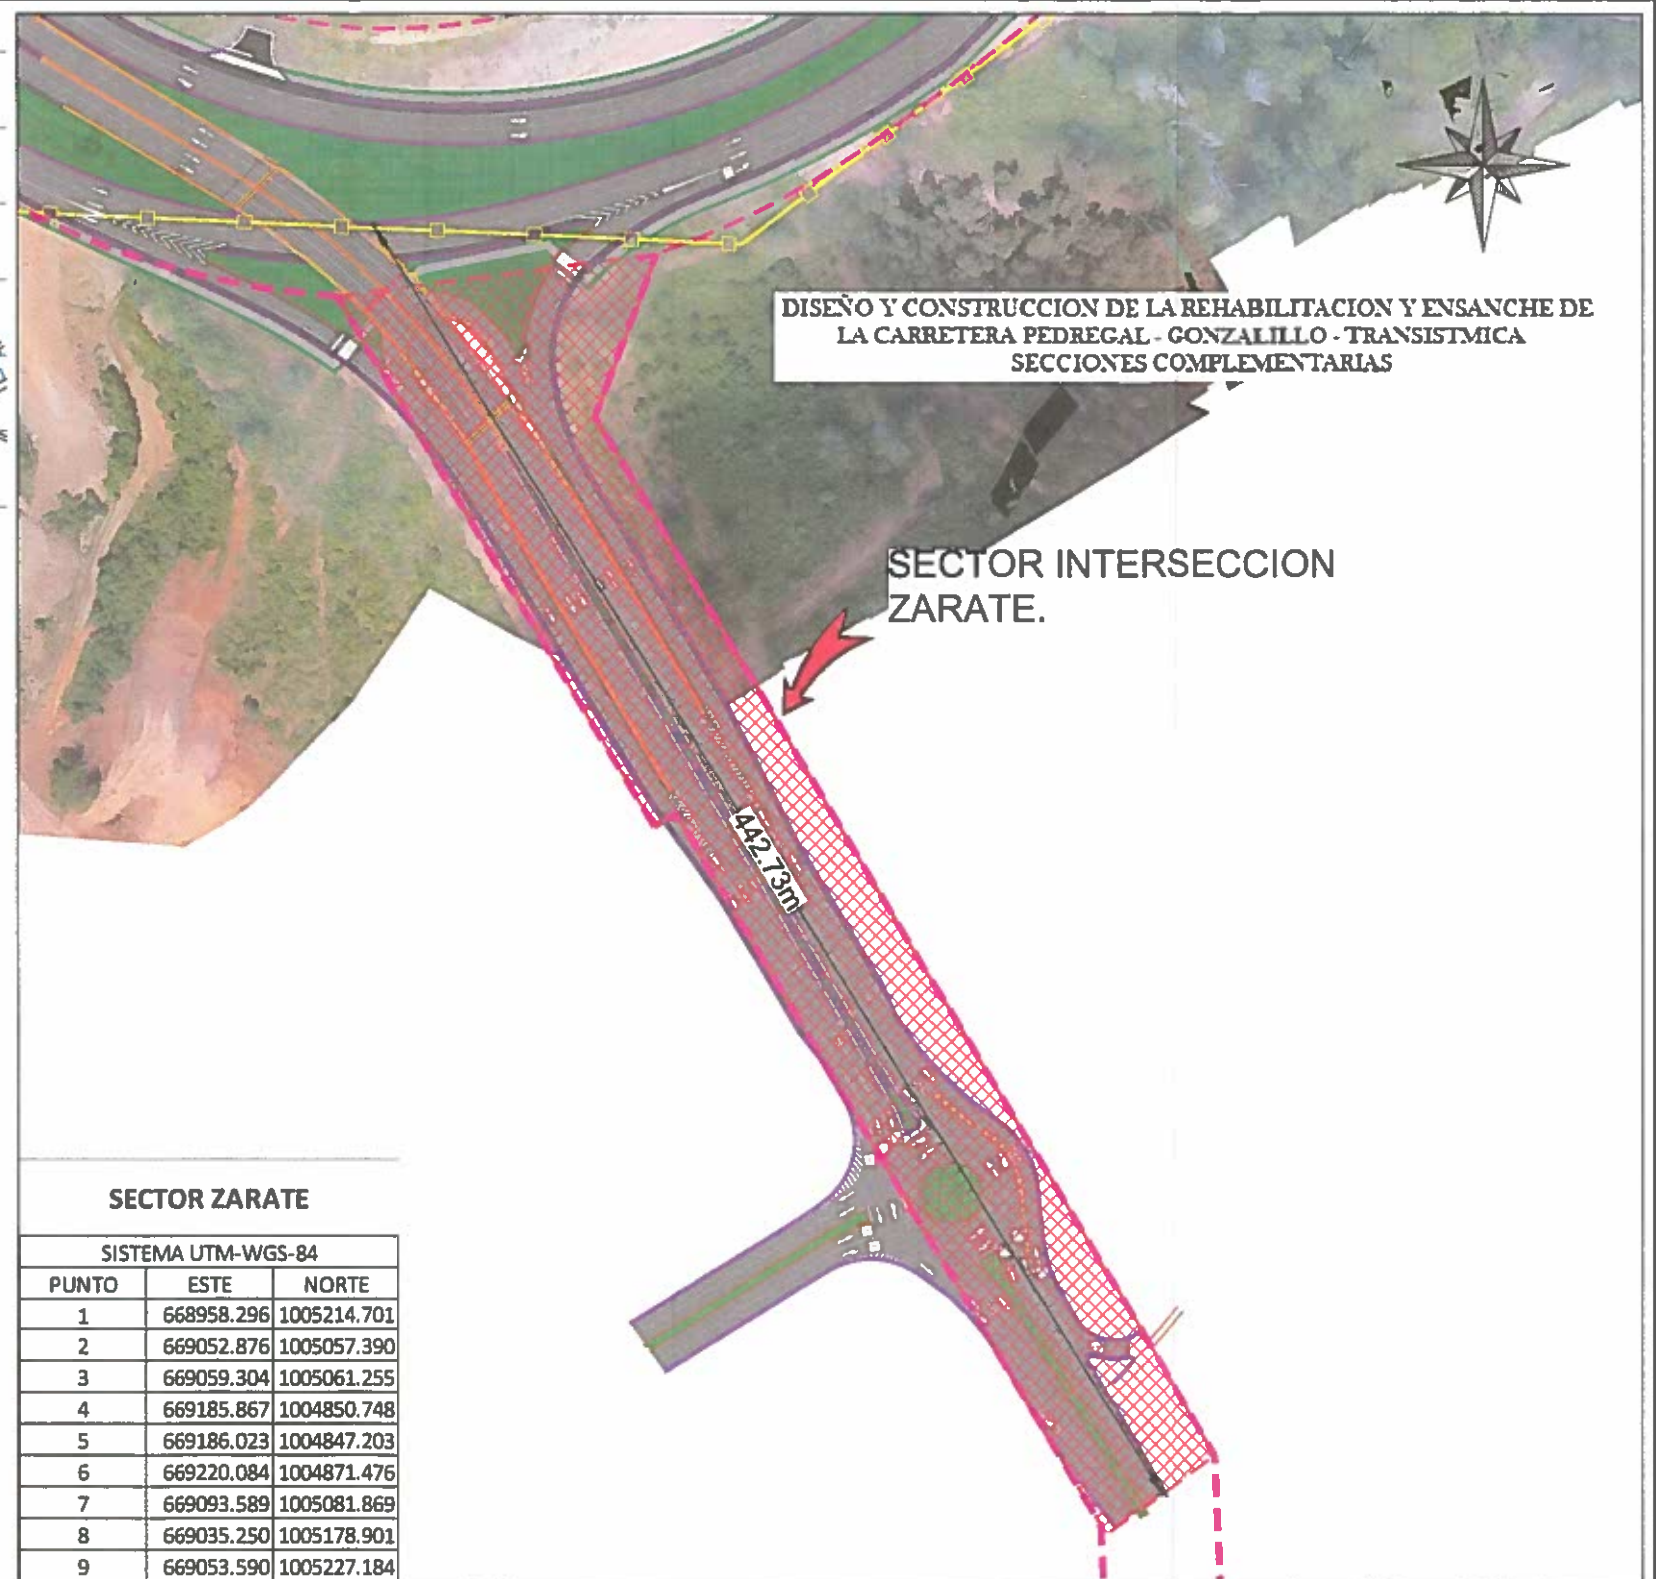 DISEÑO Y CONSTRUCCION DE LA REHABILITACION Y ENSANCHE DE
LA CARRETERA PEDREGAL - GONZALILLO - TRANSISTMICA
SECCIONES COMPLEMENTARIAS
SECTOR INTERSECCION
ZARATE.
442.73m
SECTOR ZARATE
SISTEMA UTM-WGS-84
PUNTO ESTE NORTE
1 668958.296 1005214.701
2 669052.876 1005057.390
3 669059.304 1005061.255
4 669185.867 1004850.748
5 669186.023 1004847.203
6 669220.084 1004871.476
7 669093.589 1005081.869
8 669035.250 1005178.901
9 669053.590 1005227.184